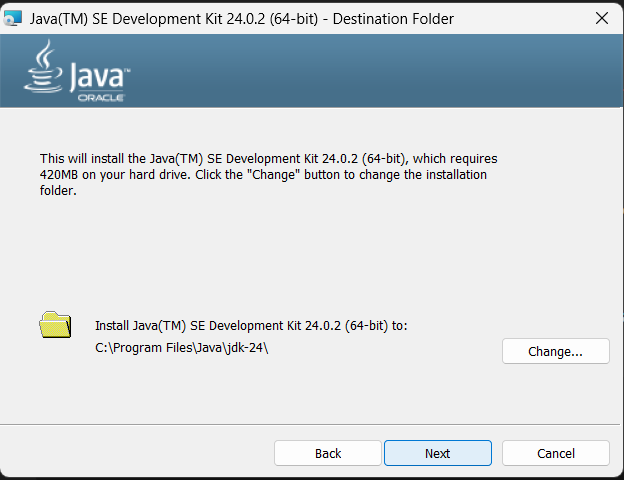 Java(TM) SE Development Kit 24.0.2 (64-bit) - Destination Folder
Java™
ORACLE
This will install the Java(TM) SE Development Kit 24.0.2 (64-bit), which requires
420MB on your hard drive. Click the "Change" button to change the installation
folder.
Install Java(TM) SE Development Kit 24.0.2 (64-bit) to:
C:\Program Files\Java\jdk-24\
Change...
Back
Next
Cancel